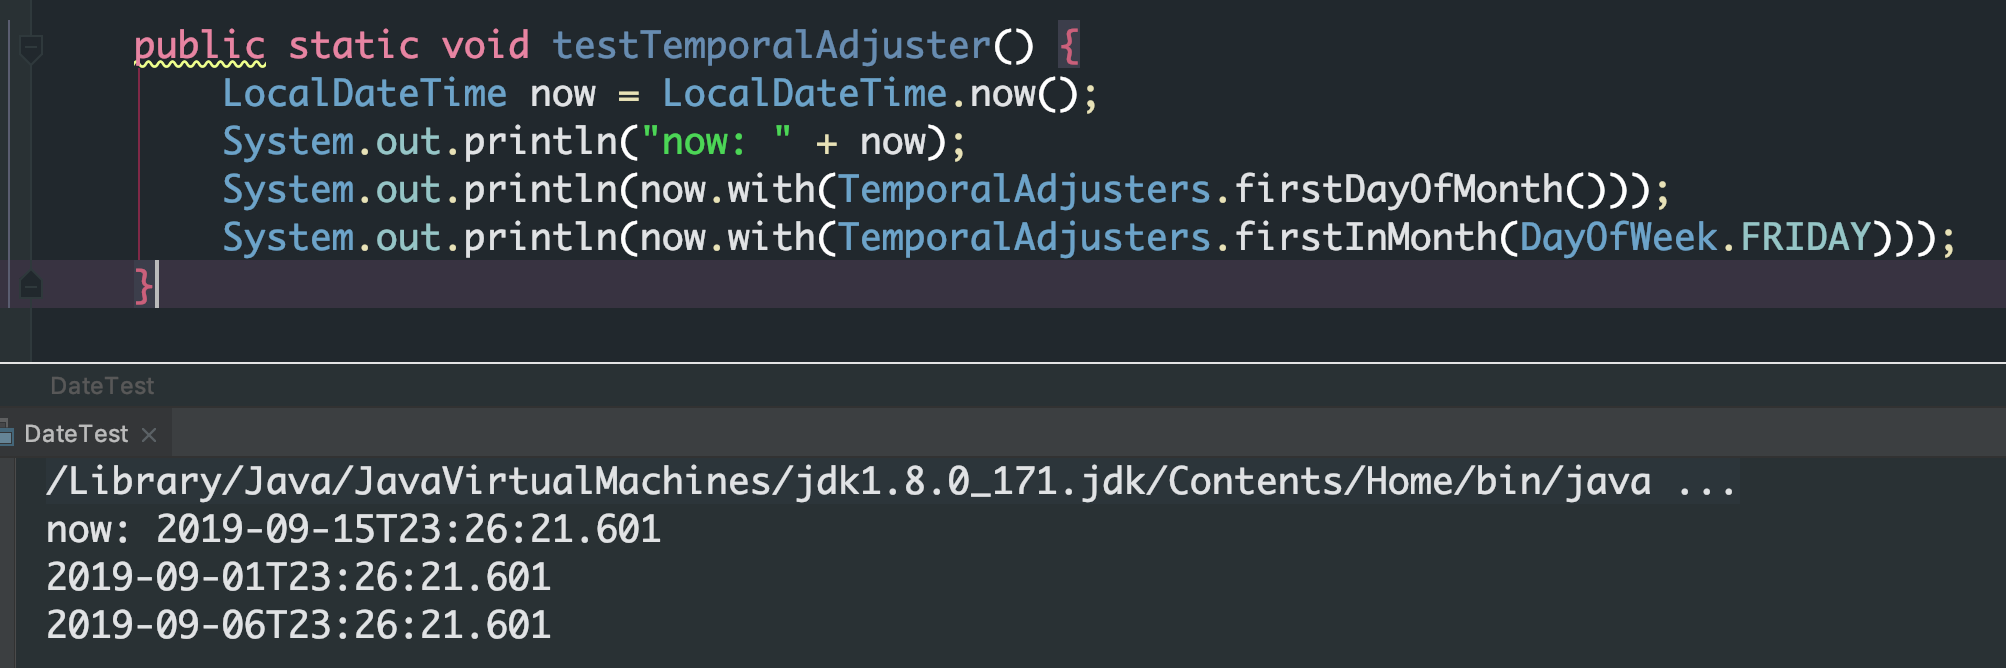 public static void testTemporalAdjuster() {
LocalDateTime now = LocalDateTime.now();
System.out.println("now: " + now);
System.out.println(now.with(TemporalAdjusters.firstDayOfMonth()));
System.out.println(now.with(TemporalAdjusters.firstInMonth(DayOfWeek.FRIDAY)));
}
DateTest
DateTest ×
/Library/Java/JavaVirtualMachines/jdk1.8.0_171.jdk/Contents/Home/bin/java ...
now: 2019-09-15T23:26:21.601
2019-09-01T23:26:21.601
2019-09-06T23:26:21.601